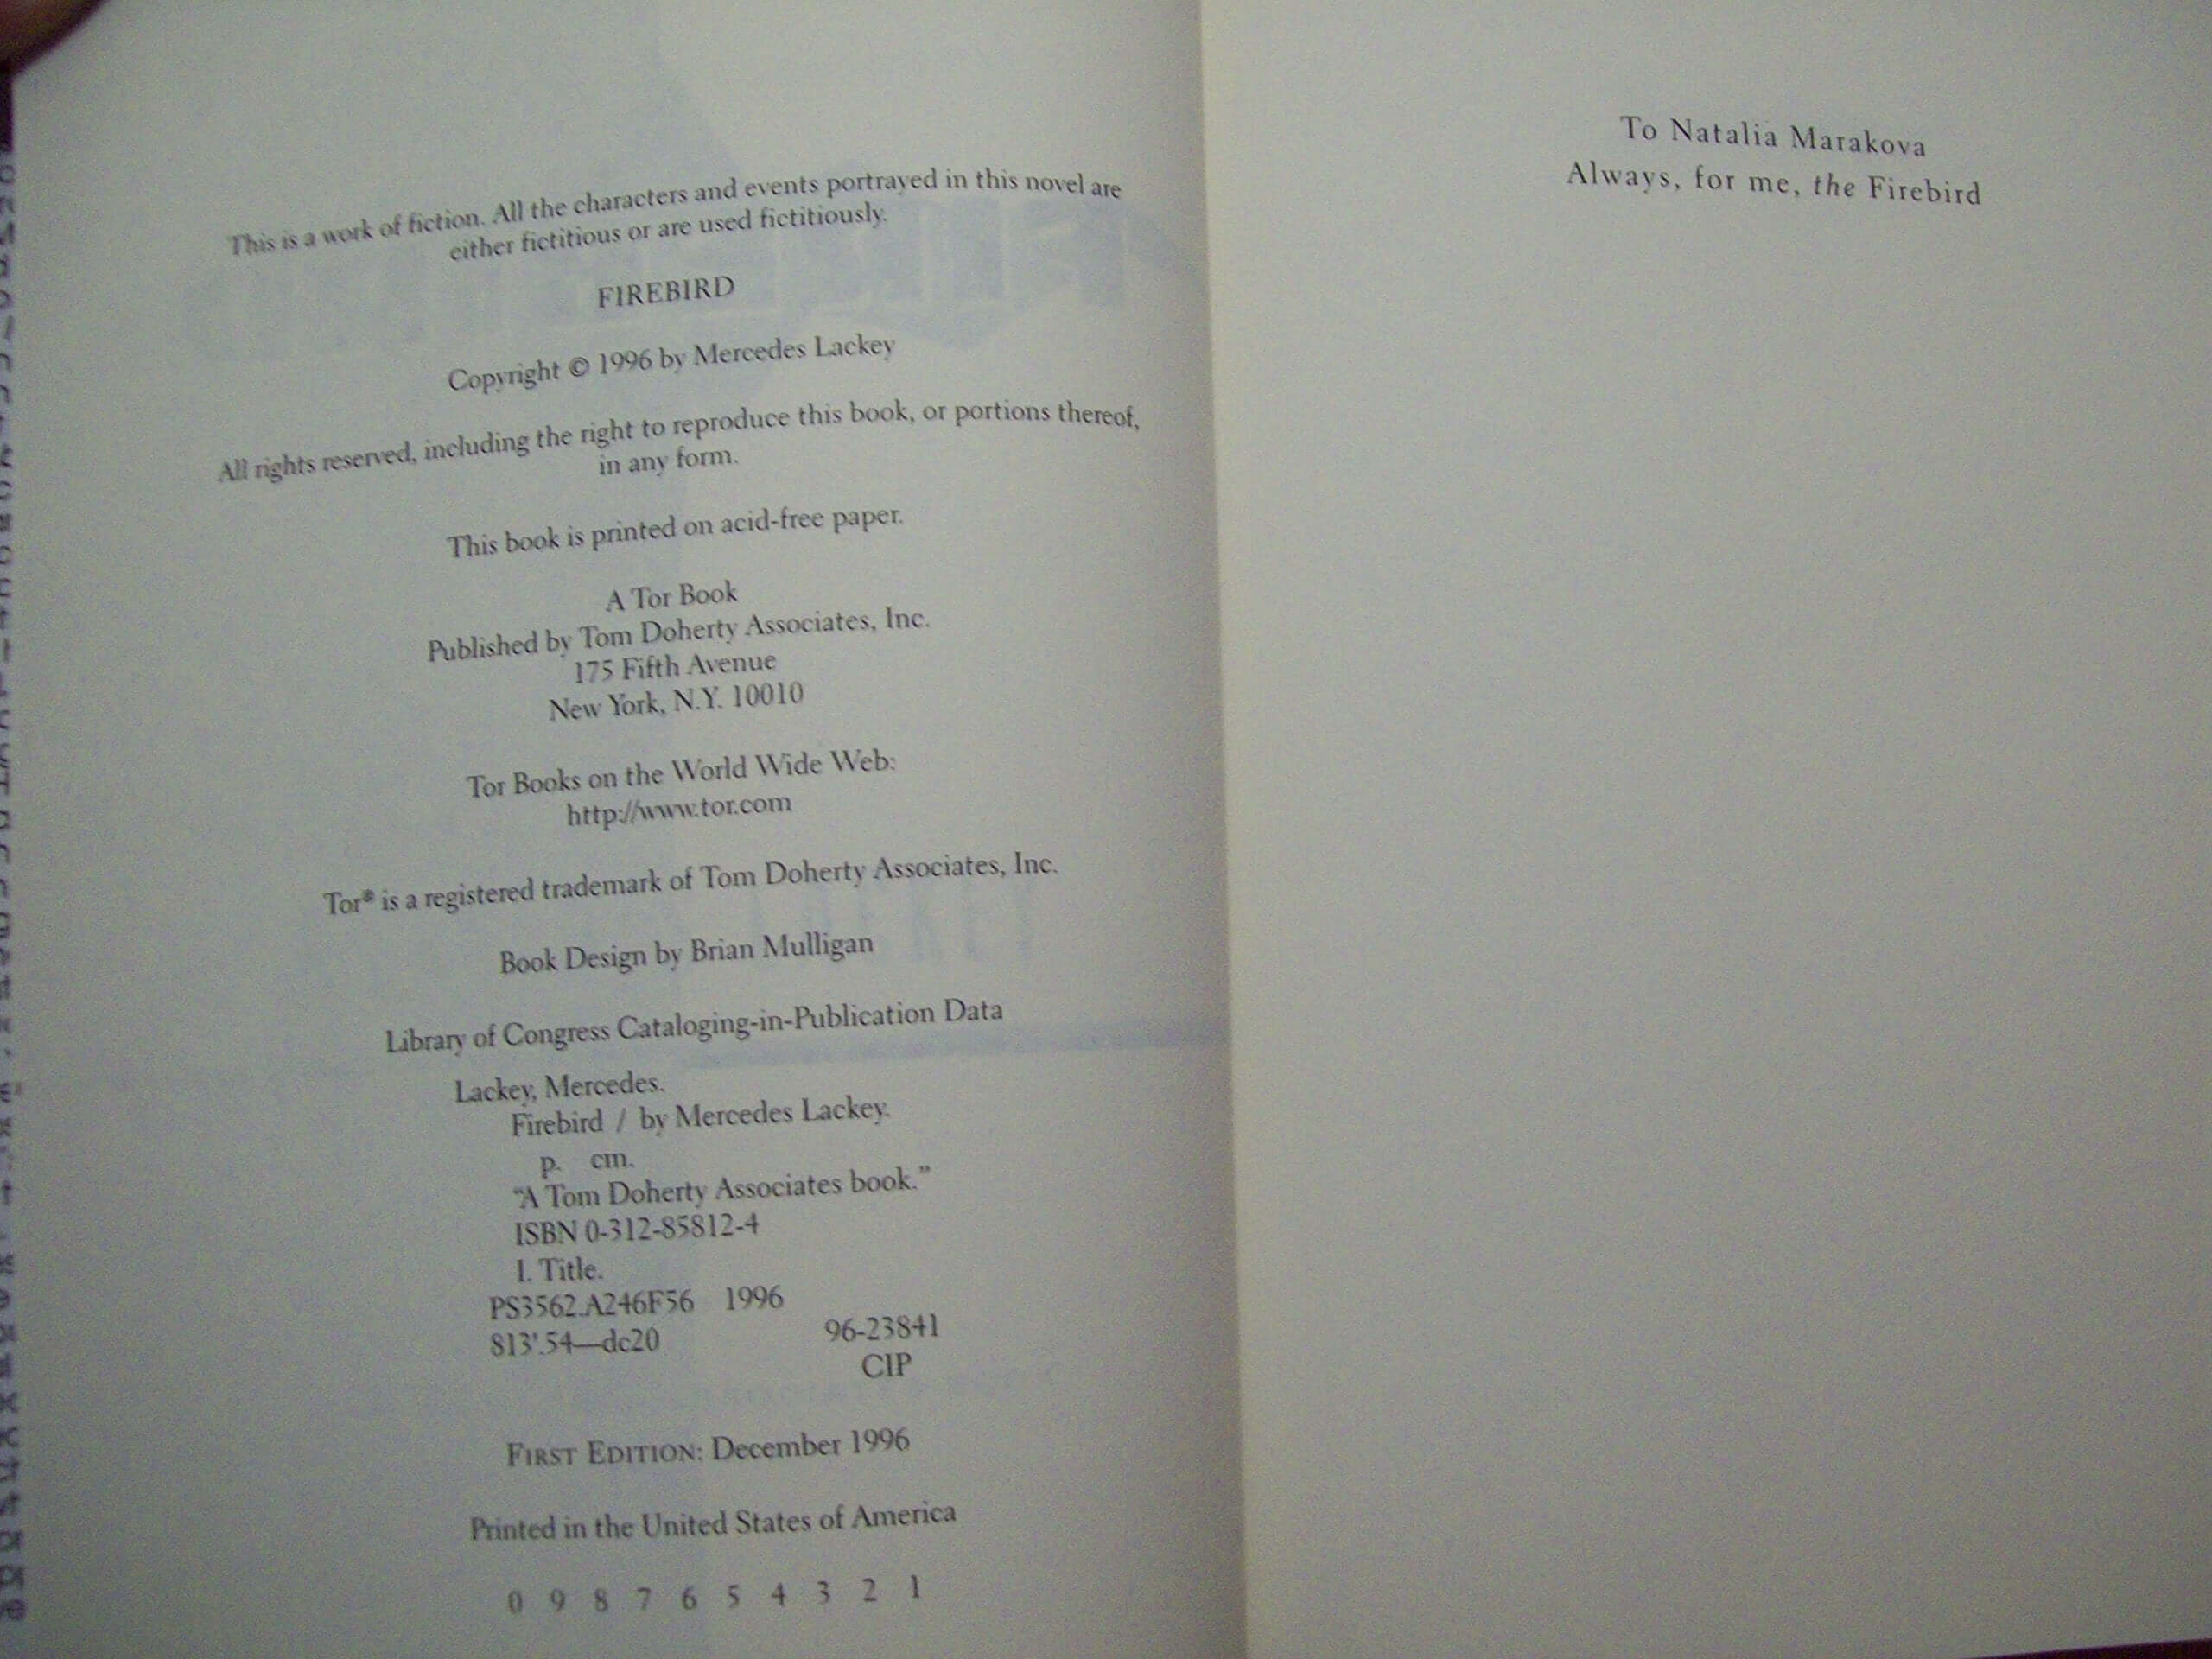 This is a work of fiction. All the characters and events portrayed in this novel are
either fictitious or are used fictitiously.
FIREBIRD
Copyright © 1996 by Mercedes Lackey
All rights reserved, including the right to reproduce this book, or portions thereof,
in any form.
This book is printed on acid-free paper.
A Tor Book
Published by Tom Doherty Associates, Inc.
175 Fifth Avenue
New York, N.Y. 10010
Tor Books on the World Wide Web:
http://www.tor.com
Tor® is a registered trademark of Tom Doherty Associates, Inc.
Book Design by Brian Mulligan
Library of Congress Cataloging-in-Publication Data
Lackey, Mercedes.
Firebird / by Mercedes Lackey.
p. cm.
"A Tom Doherty Associates book."
ISBN 0-312-85812-4
I. Title.
PS3562.A246F56 1996
813'.54—dc20 96-23841
CIP
FIRST EDITION: December 1996
Printed in the United States of America
0 9 8 7 6 5 4 3 2 1
To Natalia Marakova
Always, for me, the Firebird